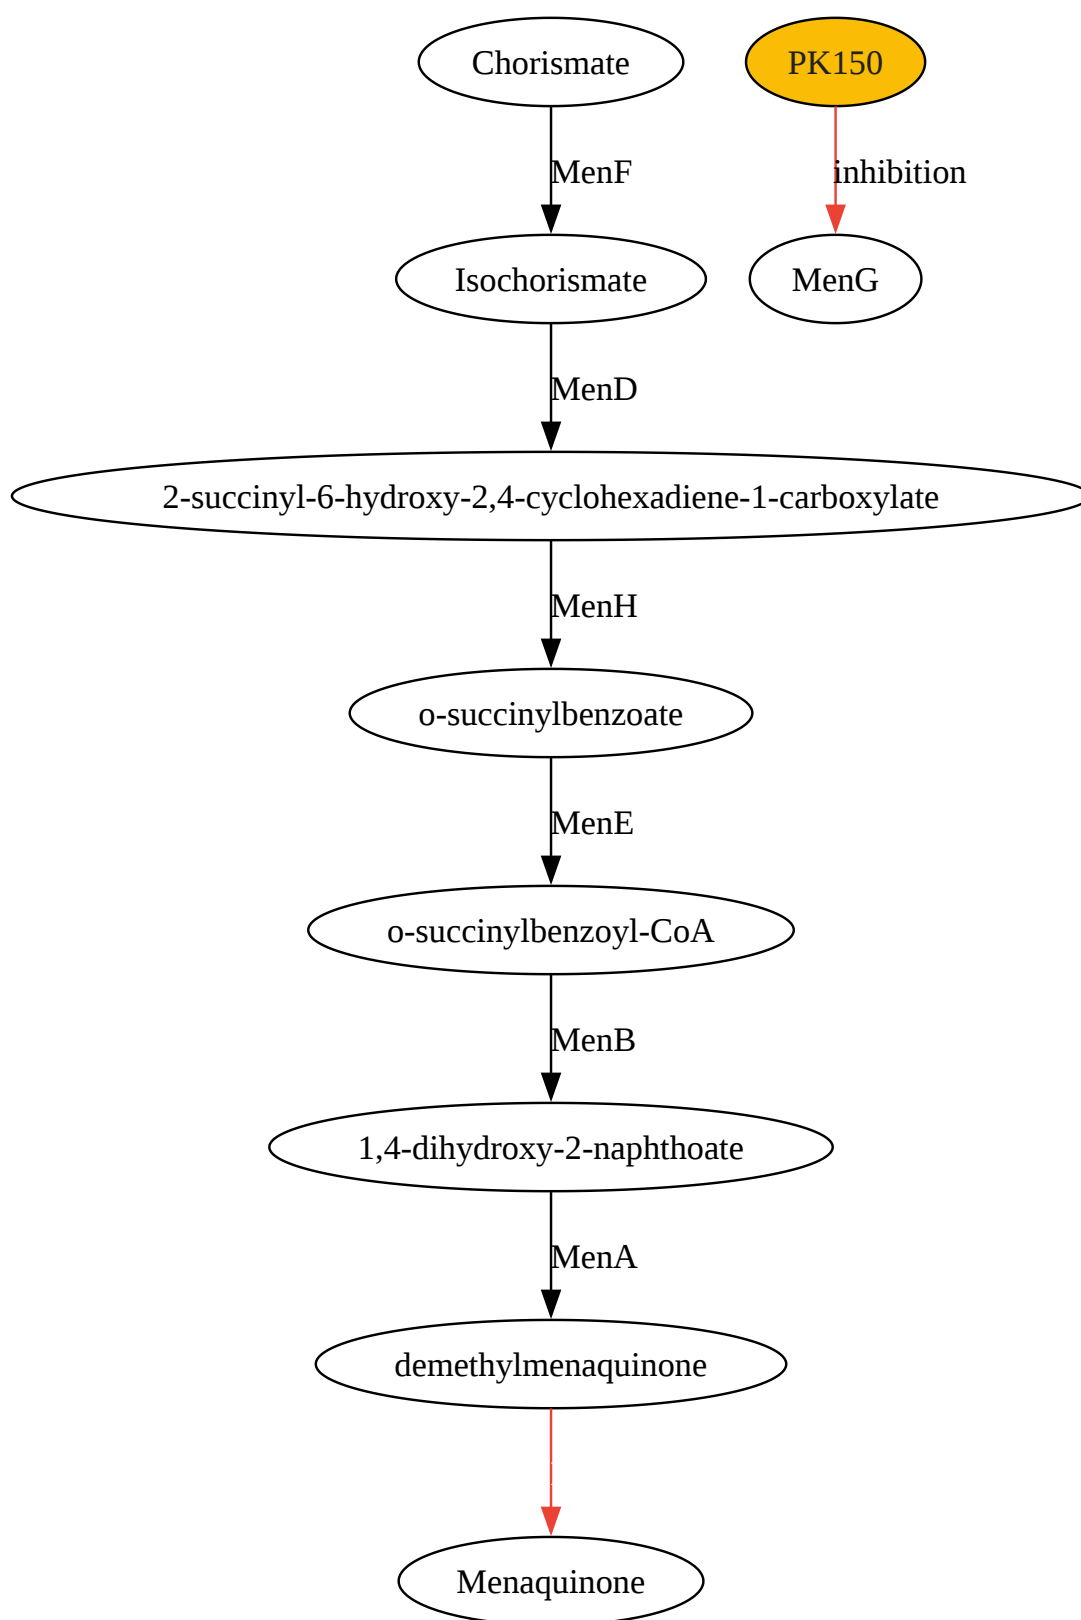 Chorismate
PK150
MenF
inhibition
Isochorismate
MenG
MenD
2-succinyl-6-hydroxy-2,4-cyclohexadiene-1-carboxylate
MenH
o-succinylbenzoate
MenE
o-succinylbenzoyl-CoA
MenB
1,4-dihydroxy-2-naphthoate
MenA
demethylmenaquinone
Menaquinone